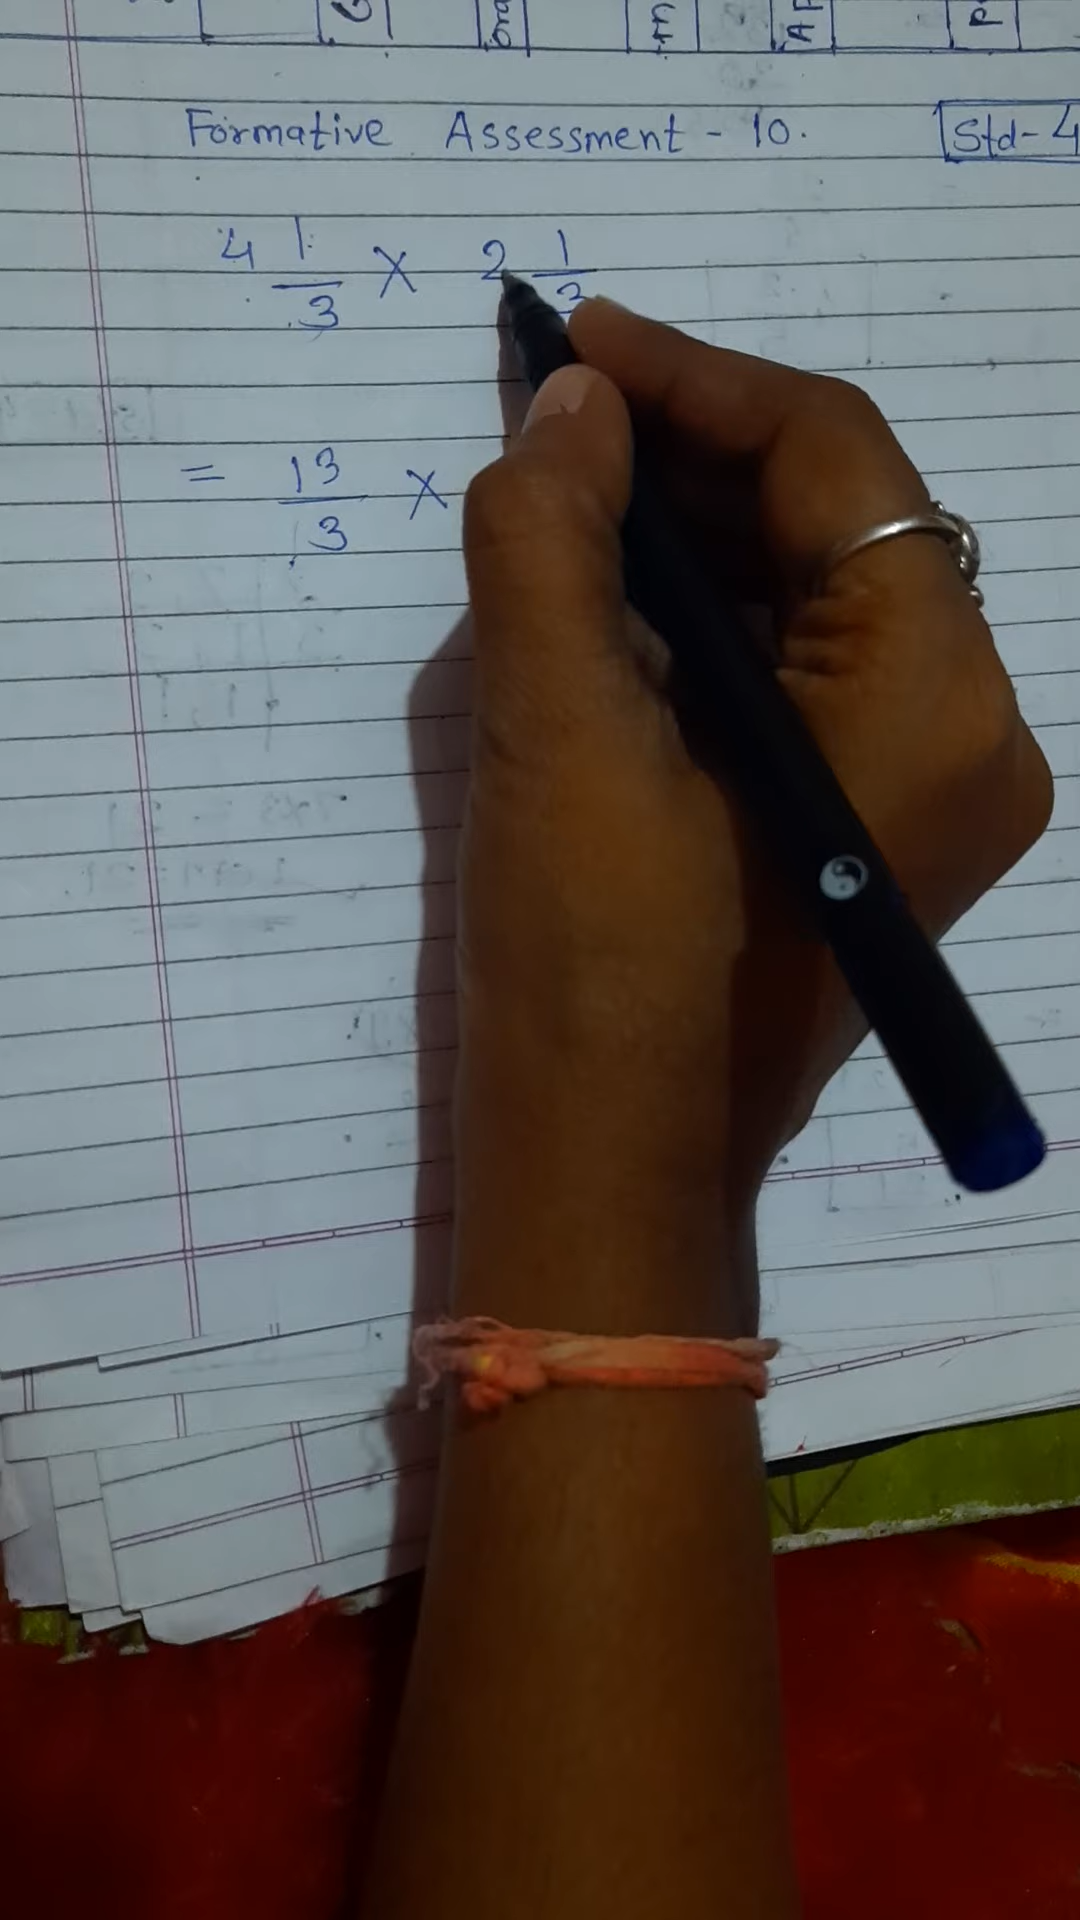 Formative Assessment - 10. Std-4
4 1/3 X 2 1/3
= 13/3 X